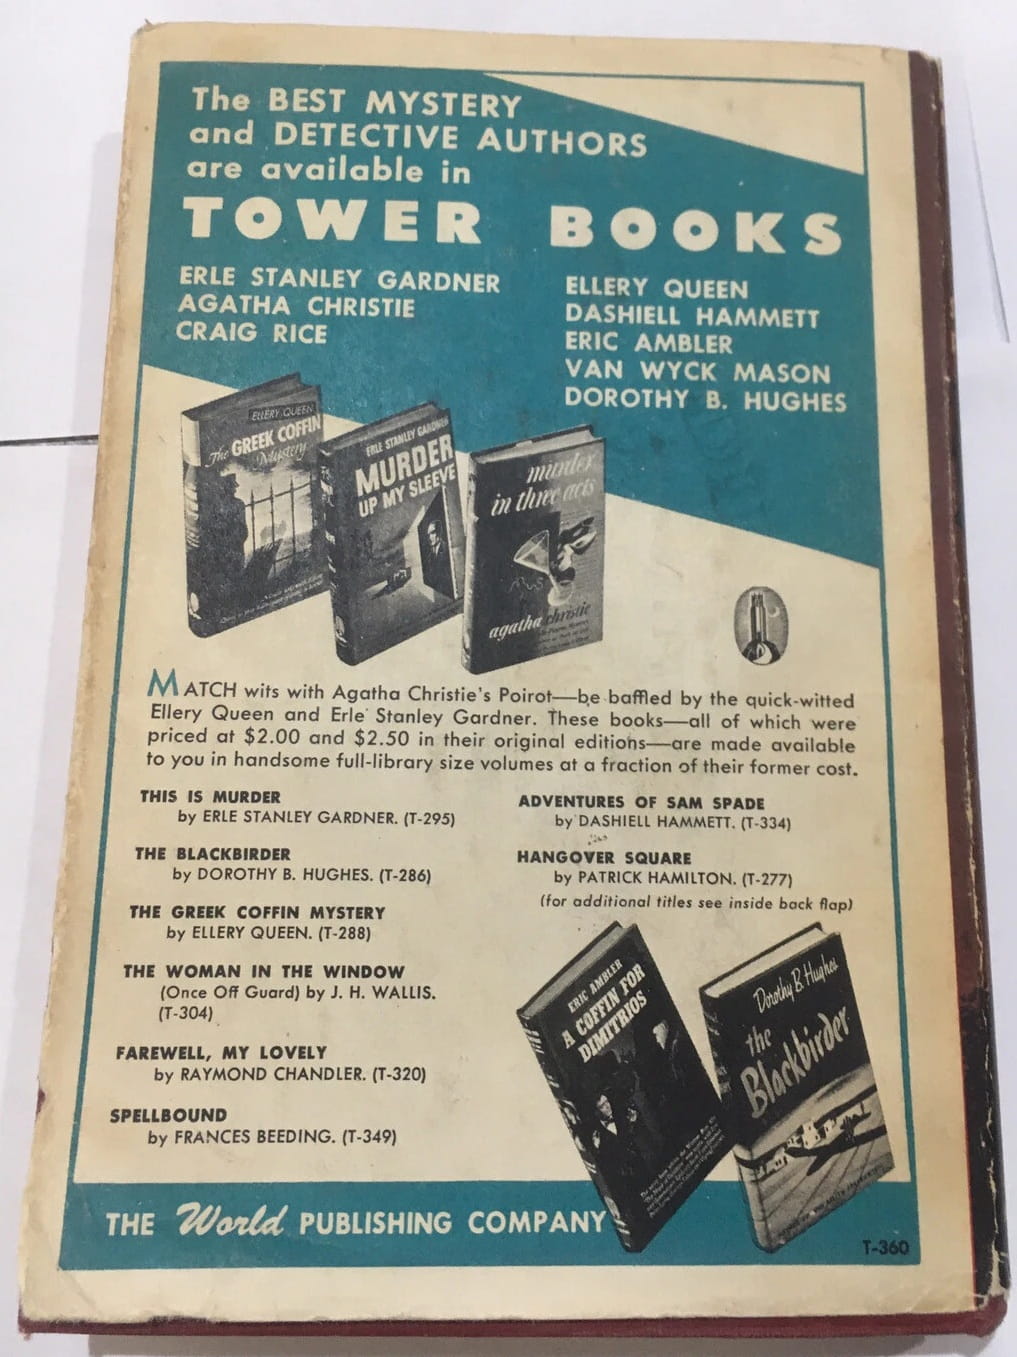 The BEST MYSTERY
and DETECTIVE AUTHORS
are available in
TOWER BOOKS
ERLE STANLEY GARDNER
AGATHA CHRISTIE
CRAIG RICE
ELLERY QUEEN
DASHIELL HAMMETT
ERIC AMBLER
VAN WYCK MASON
DOROTHY B. HUGHES
ELLERY QUEEN
The GREEK COFFIN
Mystery
ERLE STANLEY GARDNER
MURDER
UP MY SLEEVE
murder
in three acts
agatha christie
MATCH wits with Agatha Christie's Poirot—be baffled by the quick-witted
Ellery Queen and Erle Stanley Gardner. These books—all of which were
priced at $2.00 and $2.50 in their original editions—are made available
to you in handsome full-library size volumes at a fraction of their former cost.
THIS IS MURDER
by ERLE STANLEY GARDNER. (T-295)
THE BLACKBIRDER
by DOROTHY B. HUGHES. (T-286)
THE GREEK COFFIN MYSTERY
by ELLERY QUEEN. (T-288)
THE WOMAN IN THE WINDOW
(Once Off Guard) by J. H. WALLIS.
(T-304)
FAREWELL, MY LOVELY
by RAYMOND CHANDLER. (T-320)
SPELLBOUND
by FRANCES BEEDING. (T-349)
ADVENTURES OF SAM SPADE
by DASHIELL HAMMETT. (T-334)
HANGOVER SQUARE
by PATRICK HAMILTON. (T-277)
(for additional titles see inside back flap)
ERIC AMBLER
A COFFIN FOR
DIMITRIOS
Dorothy B. Hughes
the
Blackbirder
THE World PUBLISHING COMPANY
T-360